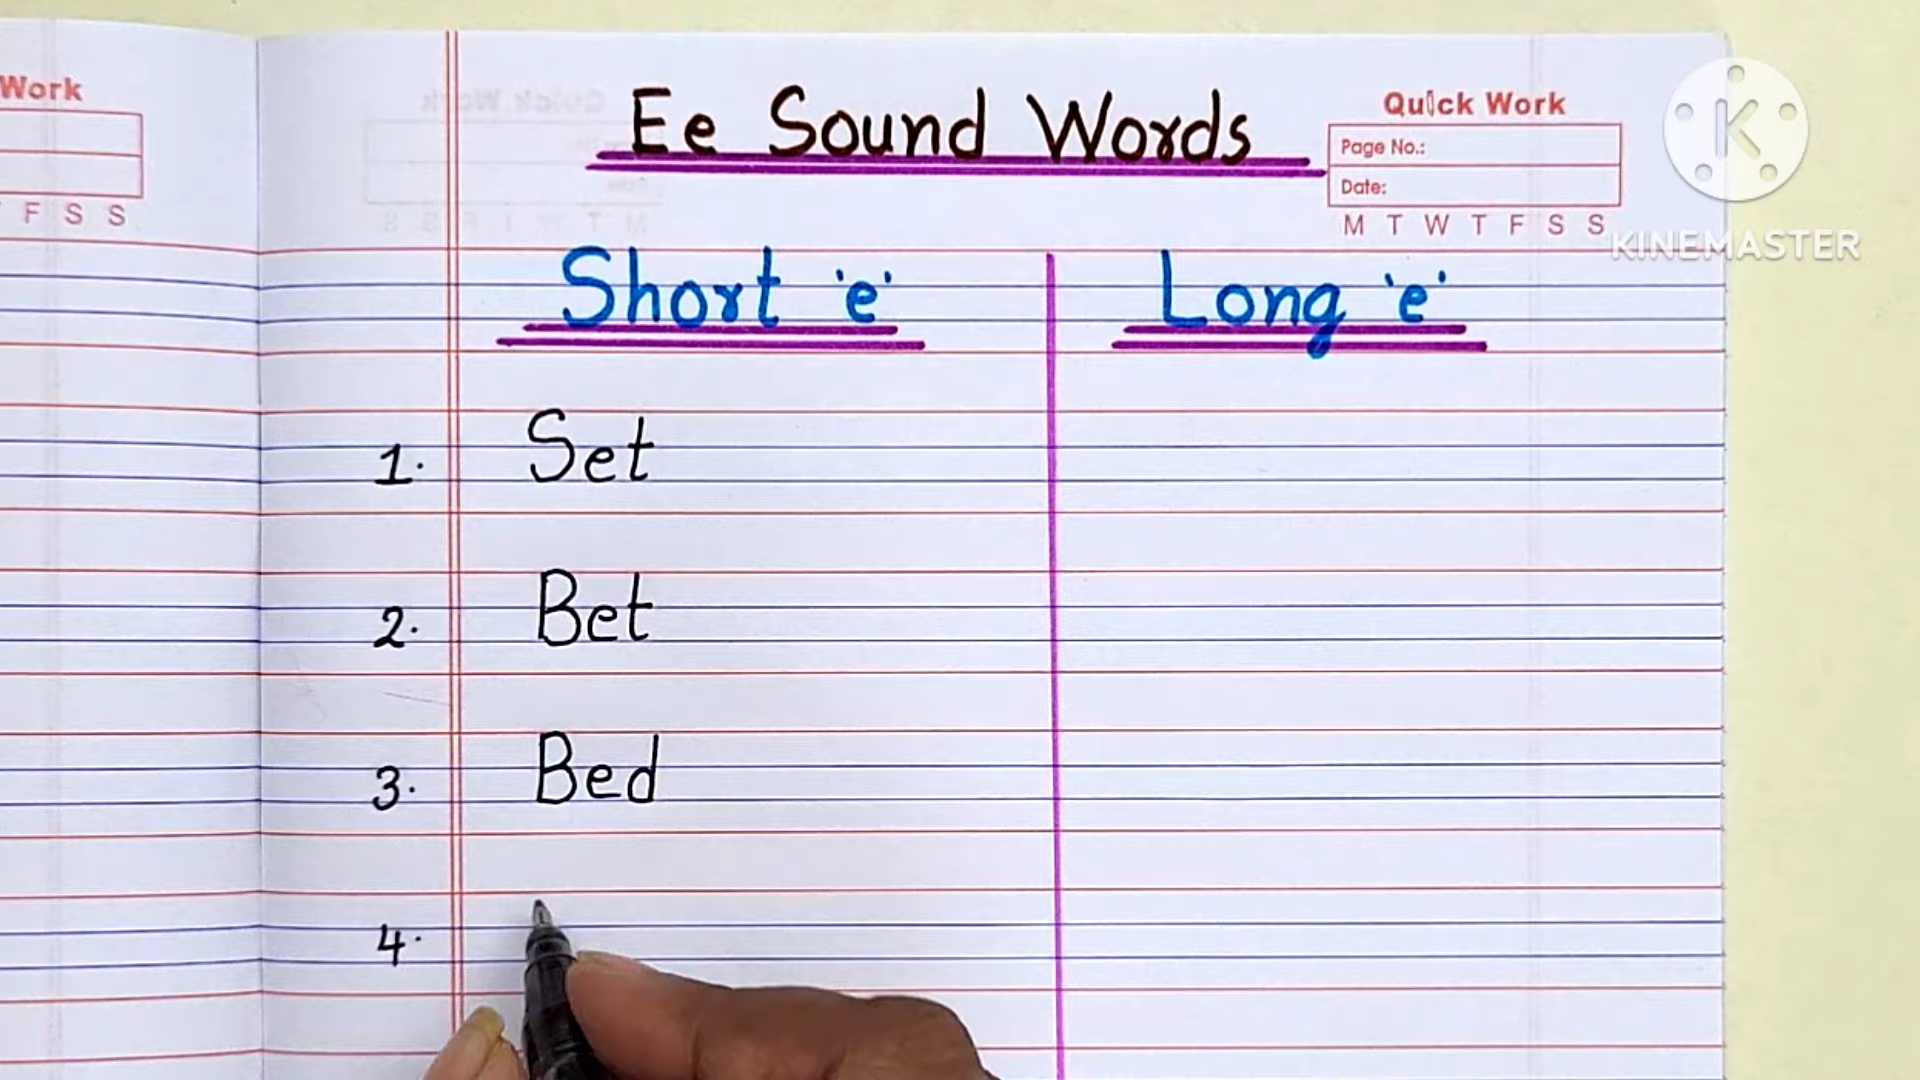 Work
F S S
Ee Sound Words
Quick Work
Page No.:
Date:
M T W T F S S
KINEMASTER
Short 'e'
Long 'e'
1. Set
2. Bet
3. Bed
4.